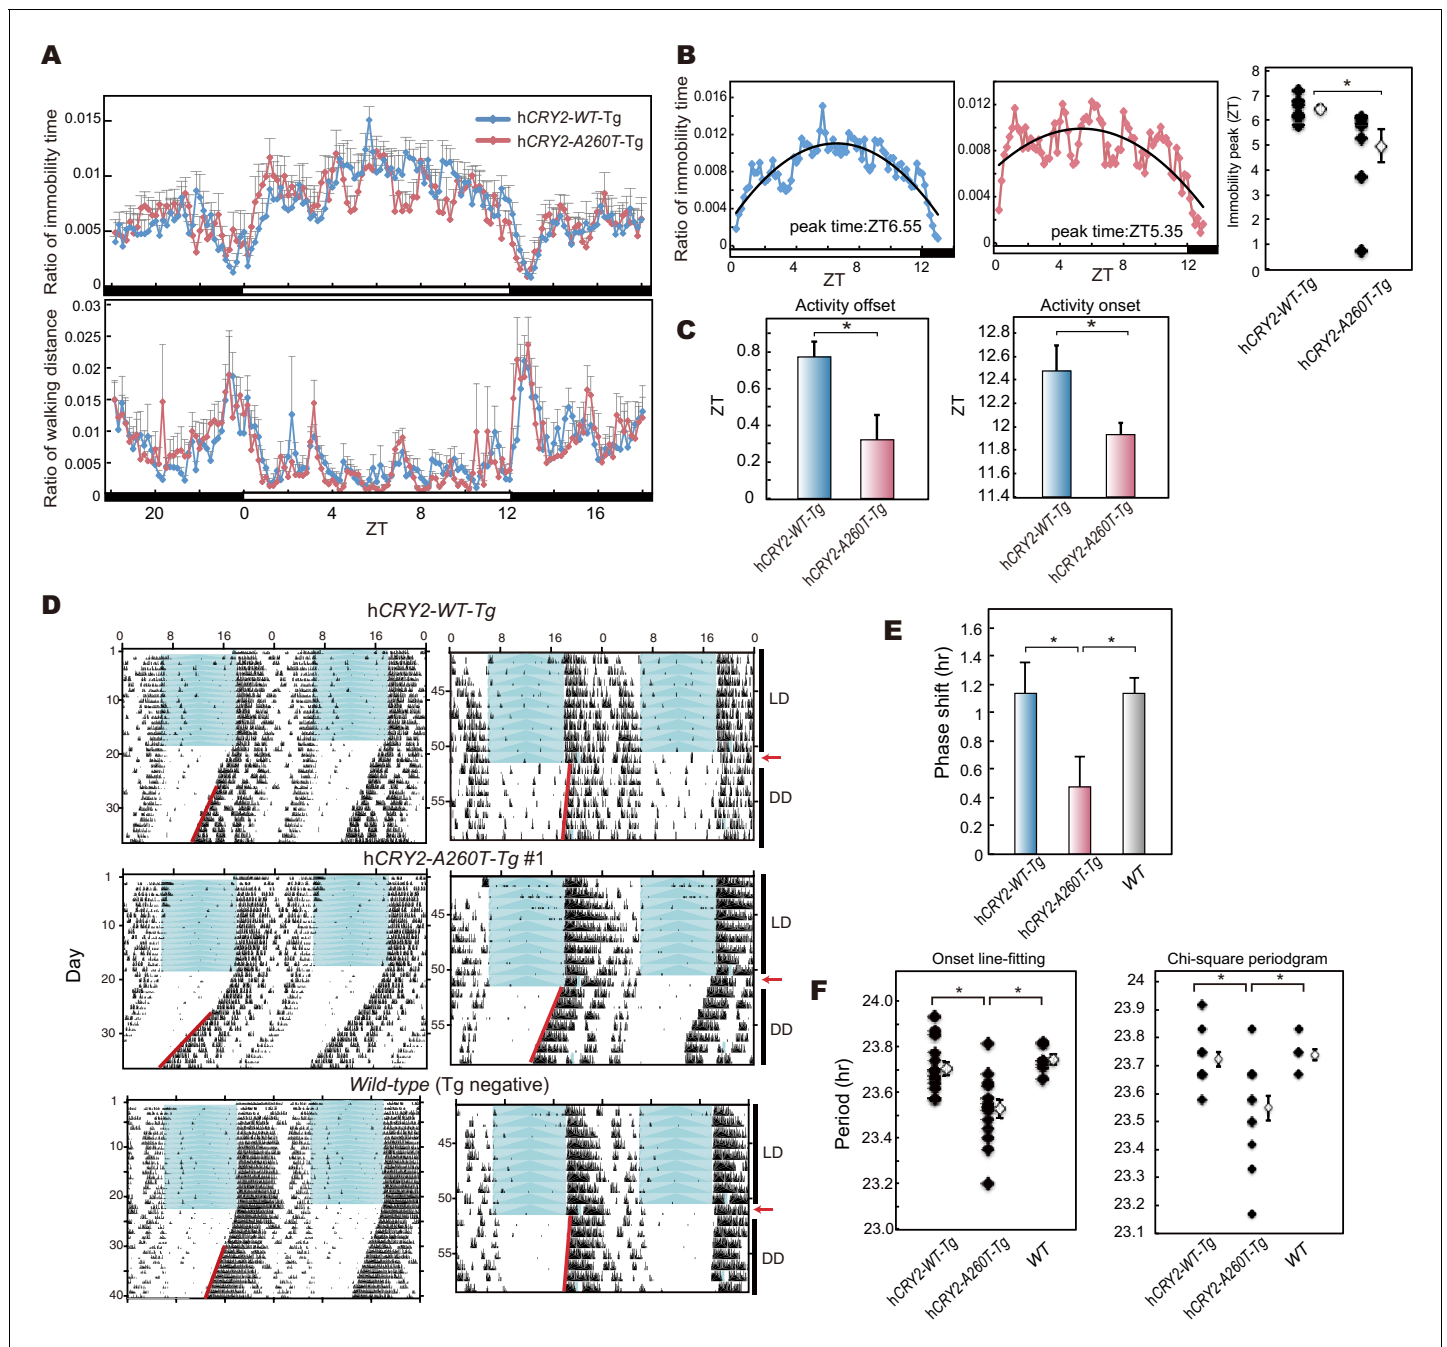 A
hCRY2-WT-Tg
hCRY2-A260T-Tg
Ratio of immobility time
0.015
0.01
0.005
0
Ratio of walking distance
0.03
0.025
0.02
0.015
0.01
0.005
0
20 0 4 8 12 16
ZT
B
Ratio of immobility time
0.016
0.012
0.008
0.004
0
peak time:ZT6.55
0 4 8 12
ZT
0.012
0.008
0.004
0
peak time:ZT5.35
0 4 8 12
ZT
Immobility peak (ZT)
8
7
6
5
4
3
2
1
0
*
hCRY2-WT-Tg
hCRY2-A260T-Tg
C
Activity offset
ZT
0.8
0.6
0.4
0.2
0
*
hCRY2-WT-Tg
hCRY2-A260T-Tg
Activity onset
ZT
12.8
12.6
12.4
12.2
12
11.8
11.6
11.4
*
hCRY2-WT-Tg
hCRY2-A260T-Tg
D
hCRY2-WT-Tg
0 8 16 0 8 16 0
0 8 16 0 8 16 0
1
10
20
30
45
50
55
LD
DD
hCRY2-A260T-Tg #1
1
10
20
30
45
50
55
LD
DD
Day
Wild-type (Tg negative)
1
10
20
30
40
45
50
55
LD
DD
E
Phase shift (hr)
1.6
1.4
1.2
1
0.8
0.6
0.4
0.2
0
* *
hCRY2-WT-Tg
hCRY2-A260T-Tg
WT
F
Onset line-fitting
Period (hr)
24.0
23.8
23.6
23.4
23.2
23.0
* *
hCRY2-WT-Tg
hCRY2-A260T-Tg
WT
Chi-square periodgram
24
23.9
23.8
23.7
23.6
23.5
23.4
23.3
23.2
23.1
* *
hCRY2-WT-Tg
hCRY2-A260T-Tg
WT